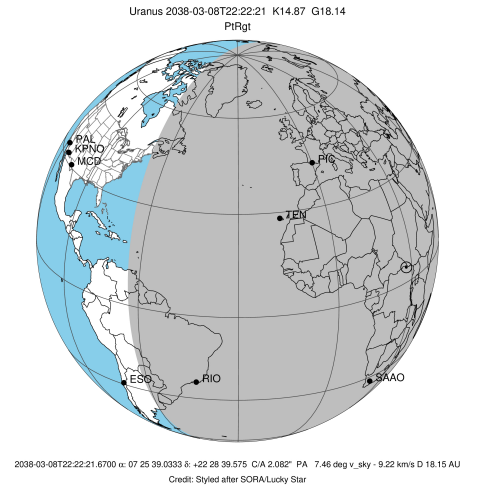 Uranus 2038-03-08T22:22:21 K14.87 G18.14
PtRgt
PAL
KPNO
MCD
PIC
TEN
ESO
RIO
SAAO
2038-03-08T22:22:21.6700 α: 07 25 39.0333 δ: +22 28 39.575 C/A 2.082" PA 7.46 deg v_sky - 9.22 km/s D 18.15 AU
Credit: Styled after SORA/Lucky Star